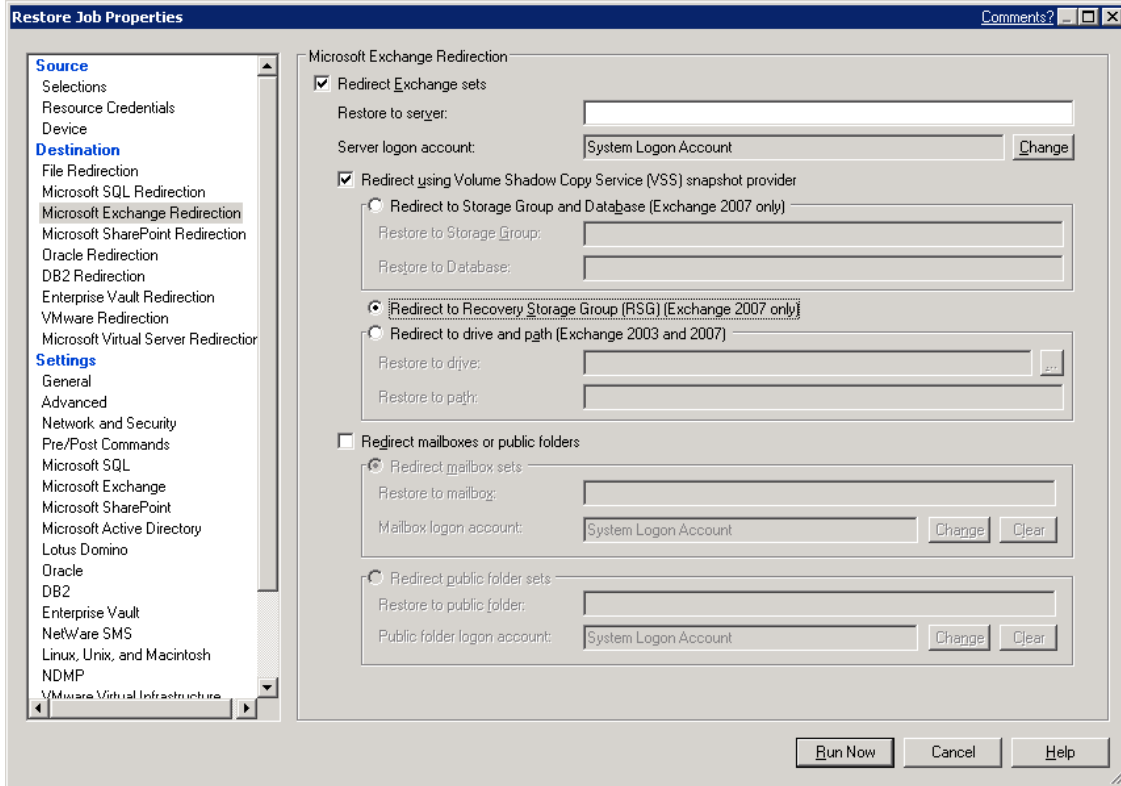 Restore Job Properties
Comments?
Source
Selections
Resource Credentials
Device
Destination
File Redirection
Microsoft SQL Redirection
Microsoft Exchange Redirection
Microsoft SharePoint Redirection
Oracle Redirection
DB2 Redirection
Enterprise Vault Redirection
VMware Redirection
Microsoft Virtual Server Redirection
Settings
General
Advanced
Network and Security
Pre/Post Commands
Microsoft SQL
Microsoft Exchange
Microsoft SharePoint
Microsoft Active Directory
Lotus Domino
Oracle
DB2
Enterprise Vault
NetWare SMS
Linux, Unix, and Macintosh
NDMP
VMware Virtual Infrastructure
Microsoft Exchange Redirection
Redirect Exchange sets
Restore to server:
Server logon account: System Logon Account Change
Redirect using Volume Shadow Copy Service (VSS) snapshot provider
Redirect to Storage Group and Database (Exchange 2007 only)
Restore to Storage Group:
Restore to Database:
Redirect to Recovery Storage Group (RSG) (Exchange 2007 only)
Redirect to drive and path (Exchange 2003 and 2007)
Restore to drive: ...
Restore to path:
Redirect mailboxes or public folders
Redirect mailbox sets
Restore to mailbox:
Mailbox logon account: System Logon Account Change Clear
Redirect public folder sets
Restore to public folder:
Public folder logon account: System Logon Account Change Clear
Run Now Cancel Help